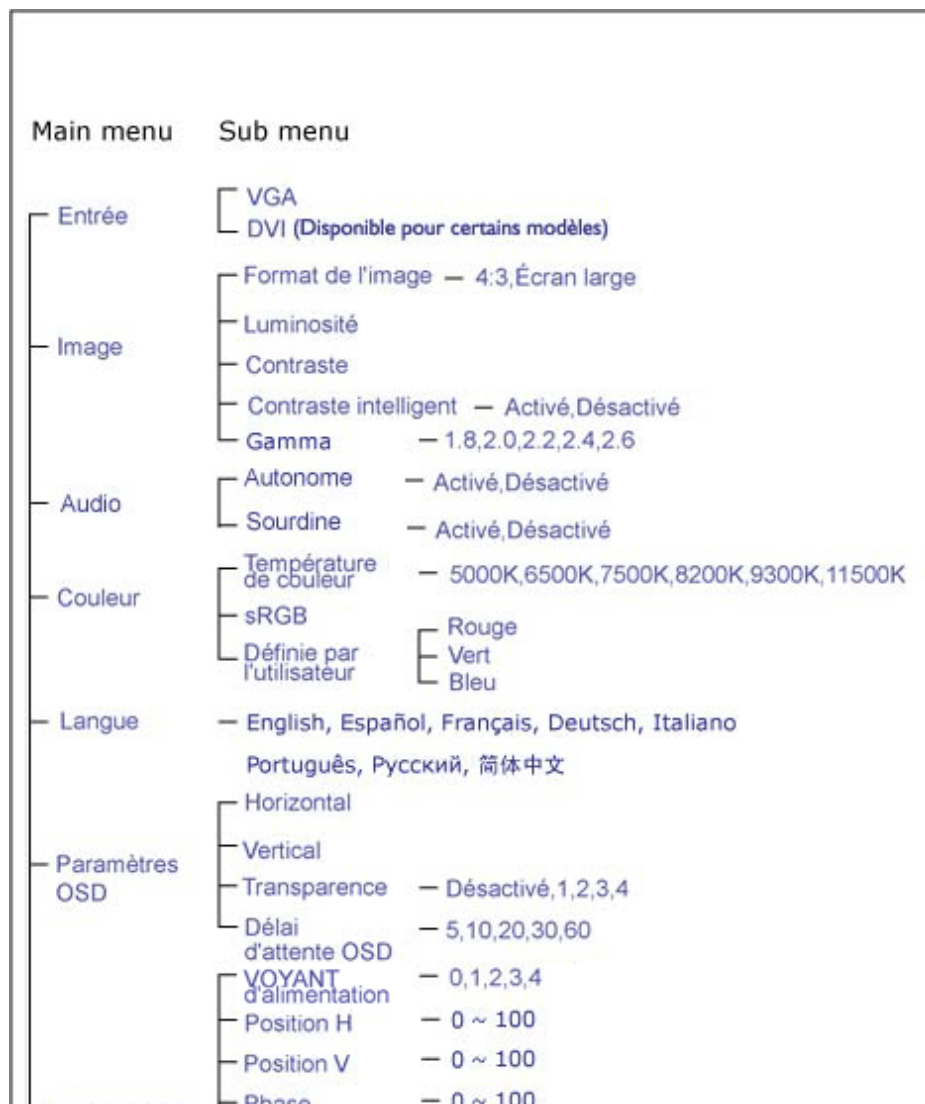 Main menu Sub menu
VGA
Entrée
DVI (Disponible pour certains modèles)
Format de l'image — 4:3,Écran large
Luminosité
Image
Contraste
Contraste intelligent — Activé,Désactivé
Gamma — 1.8,2.0,2.2,2.4,2.6
Autonome — Activé,Désactivé
Audio
Sourdine — Activé,Désactivé
Température
de couleur — 5000K,6500K,7500K,8200K,9300K,11500K
Couleur
sRGB
Rouge
Définie par
l'utilisateur
Vert
Bleu
Langue — English, Español, Français, Deutsch, Italiano
Português, Русский, 简体中文
Horizontal
Vertical
Paramètres
OSD
Transparence — Désactivé,1,2,3,4
Délai
d'attente OSD — 5,10,20,30,60
VOYANT
d'alimentation — 0,1,2,3,4
Position H — 0 ~ 100
Position V — 0 ~ 100
Phase — 0 ~ 100